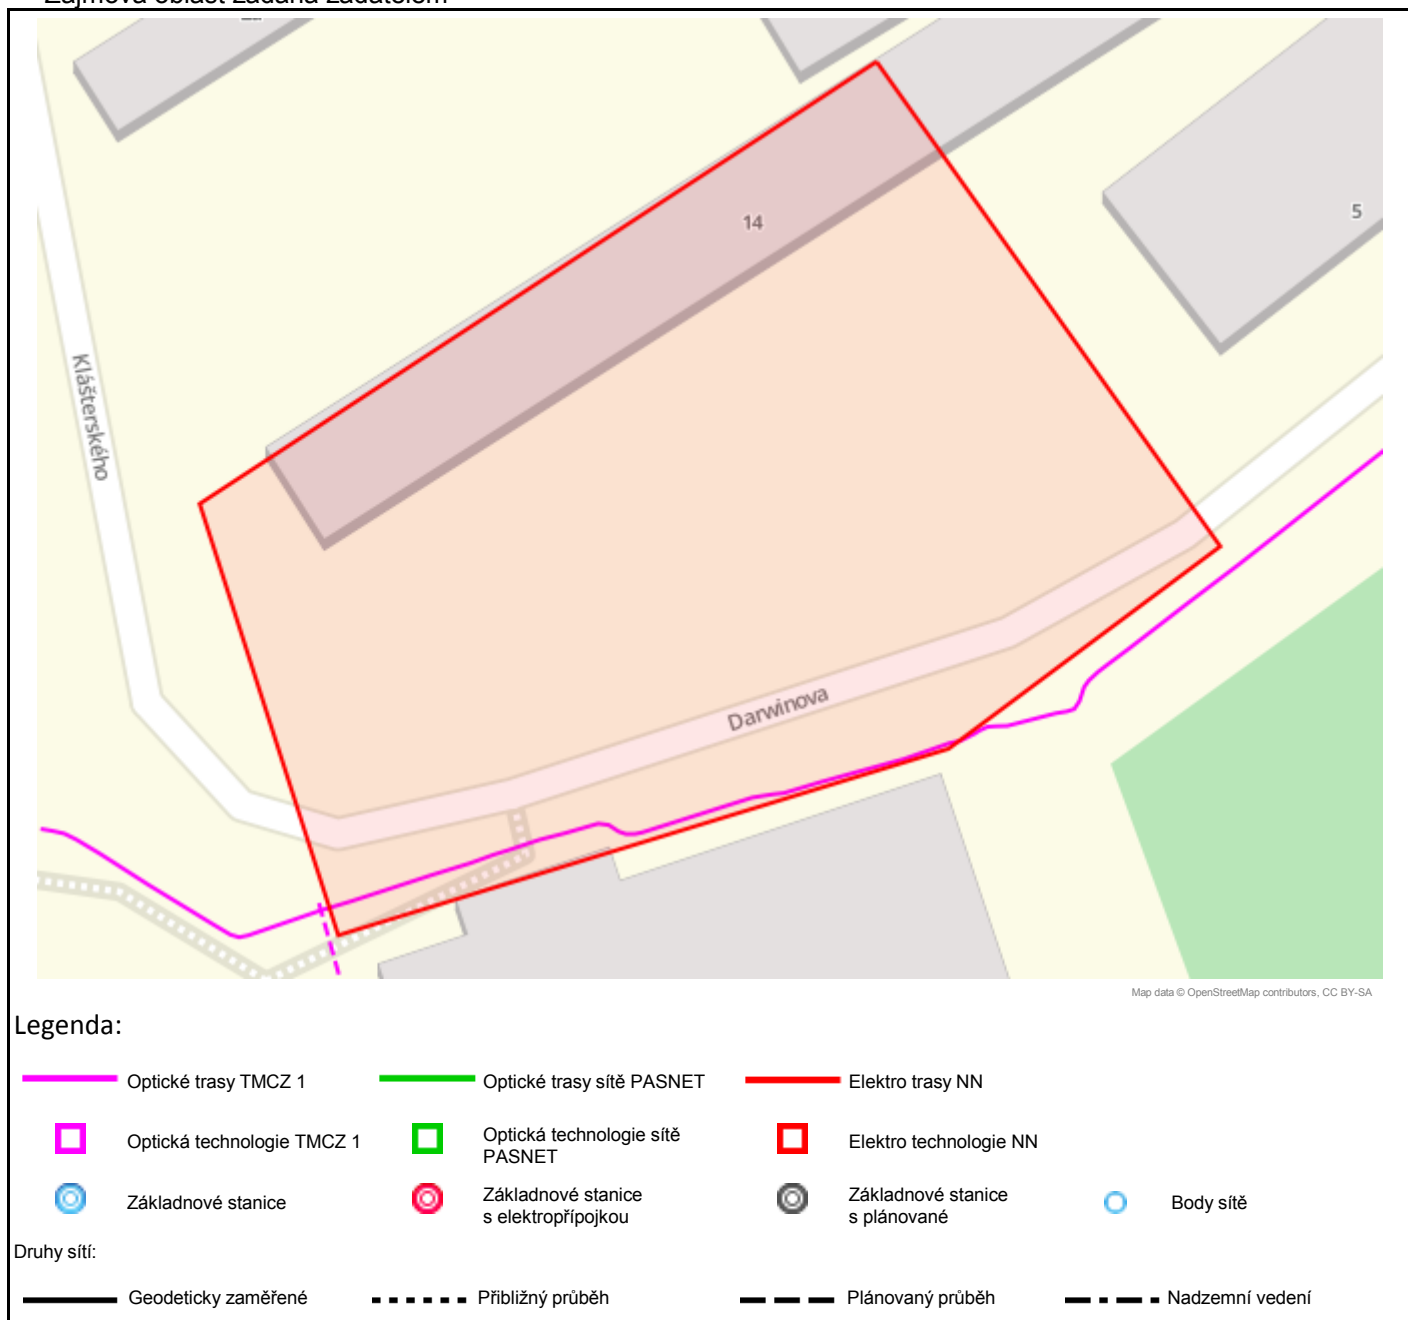 Zájmová oblast zadaná žadatelem
14
5
Klášterského
Darwinova
Map data © OpenStreetMap contributors, CC BY-SA
Legenda:
Optické trasy TMCZ 1
Optické trasy sítě PASNET
Elektro trasy NN
Optická technologie TMCZ 1
Optická technologie sítě
PASNET
Elektro technologie NN
Základnové stanice
Základnové stanice
s elektropřípojkou
Základnové stanice
s plánované
Body sítě
Druhy sítí:
Geodeticky zaměřené
Přibližný průběh
Plánovaný průběh
Nadzemní vedení